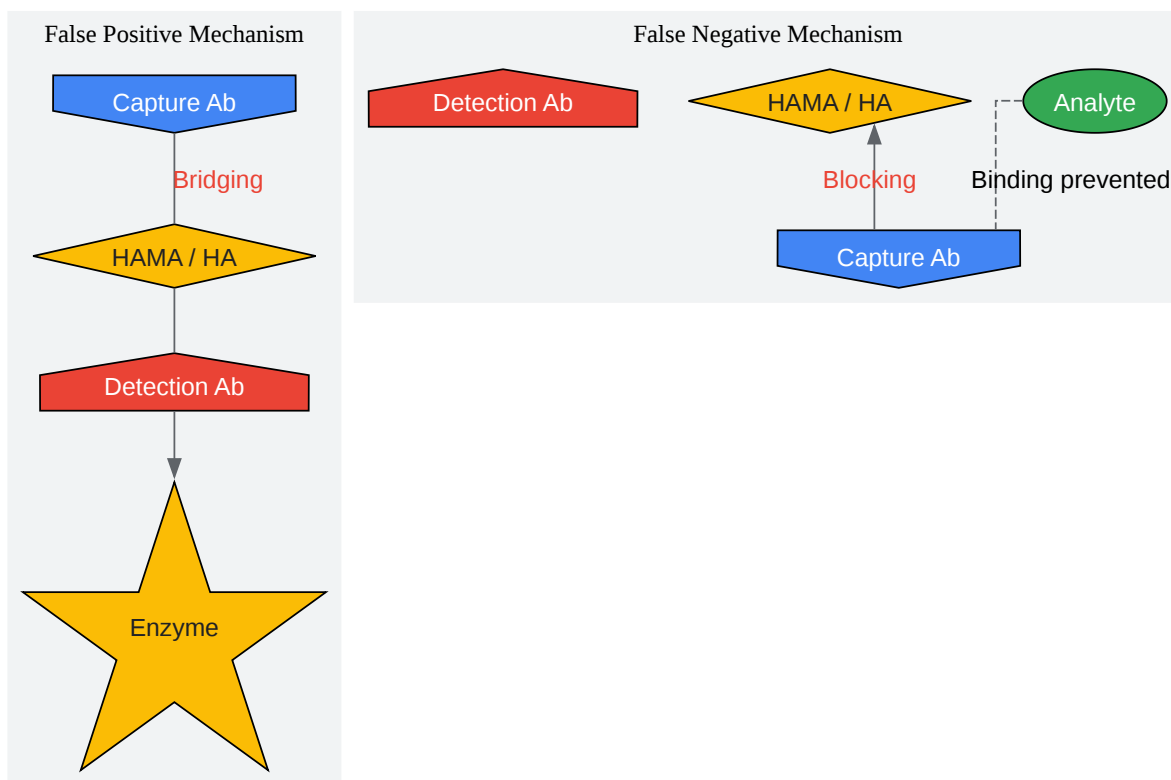 False Positive Mechanism
Capture Ab
Bridging
HAMA / HA
Detection Ab
Enzyme
False Negative Mechanism
Detection Ab
HAMA / HA
Analyte
Blocking
Binding prevented
Capture Ab